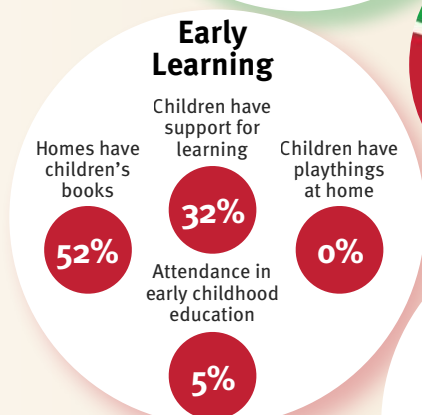 Early
Learning
Children have
support for
learning
32%
Homes have
children’s
books
52%
Children have
playthings
at home
0%
Attendance in
early childhood
education
5%